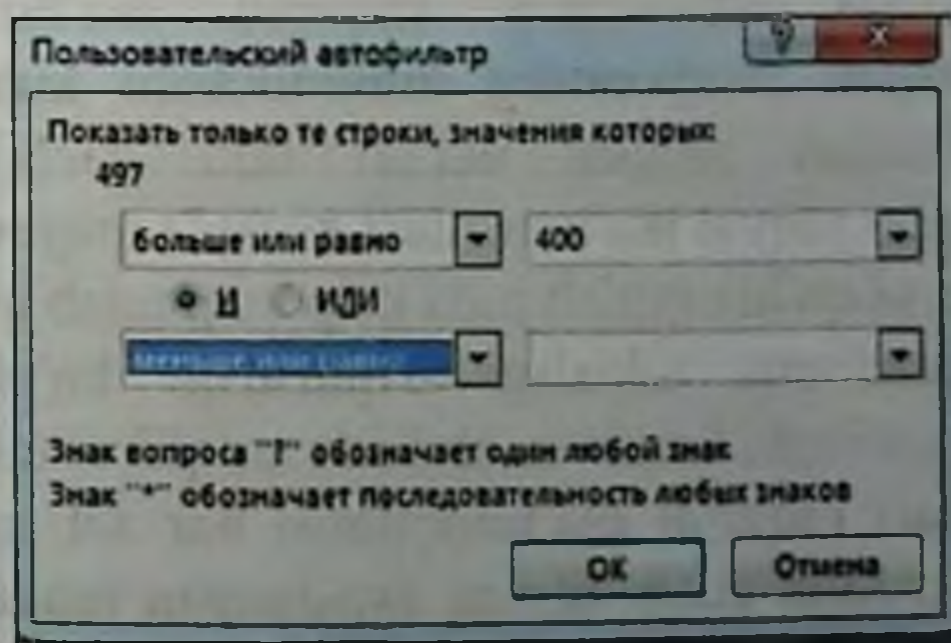 Пользовательский автофильтр
Показать только те строки, значения которых:
497
больше или равно 400
И ИЛИ
меньше или равно
Знак вопроса "?" обозначает один любой знак
Знак "*" обозначает последовательность любых знаков
ОК Отмена